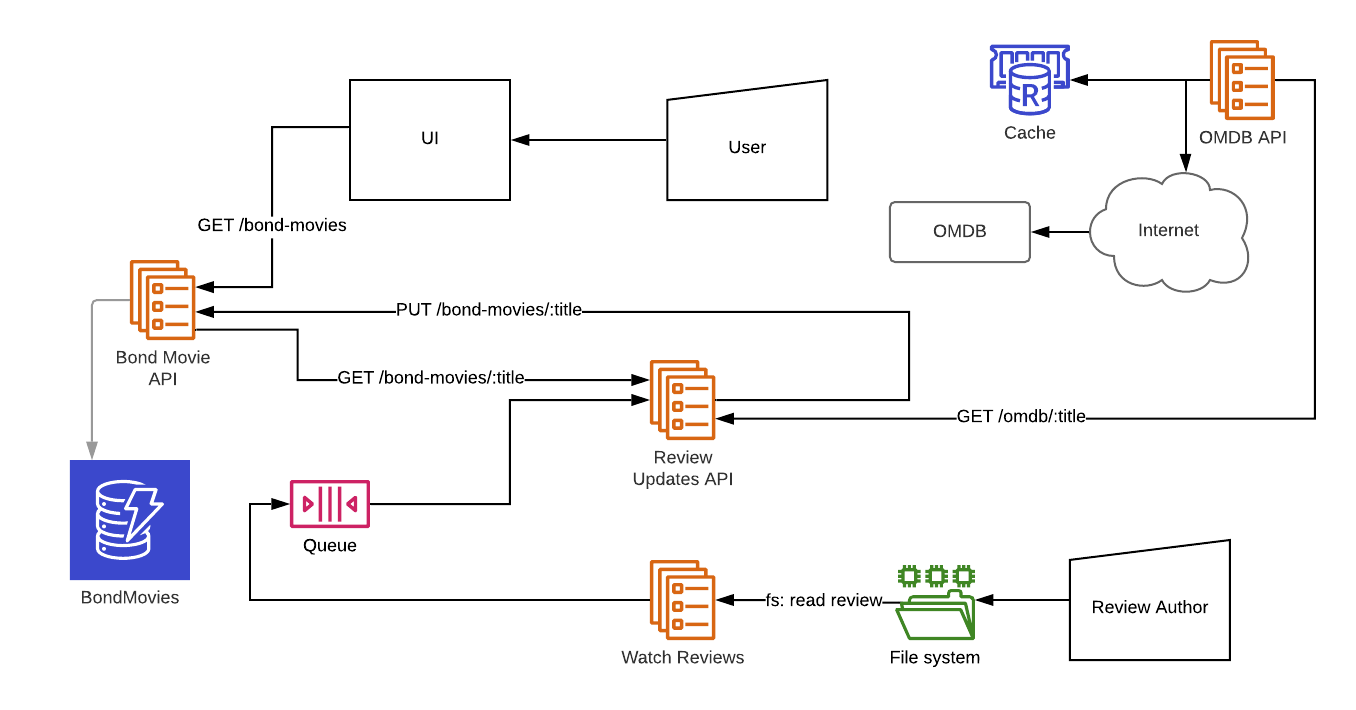 UI
User
R
Cache
OMDB API
GET /bond-movies
OMDB
Internet
PUT /bond-movies/:title
Bond Movie
API
GET /bond-movies/:title
GET /omdb/:title
Review
Updates API
Queue
BondMovies
fs: read review
Review Author
Watch Reviews
File system